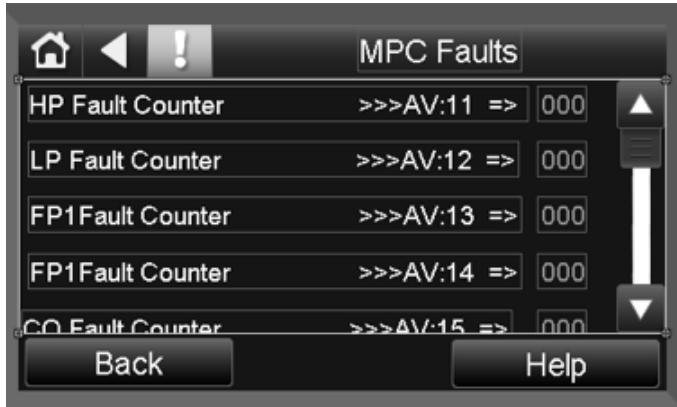 MPC Faults
HP Fault Counter >>>AV:11 => 000
LP Fault Counter >>>AV:12 => 000
FP1Fault Counter >>>AV:13 => 000
FP1Fault Counter >>>AV:14 => 000
CO Fault Counter >>>AV:15 => 000
Back Help